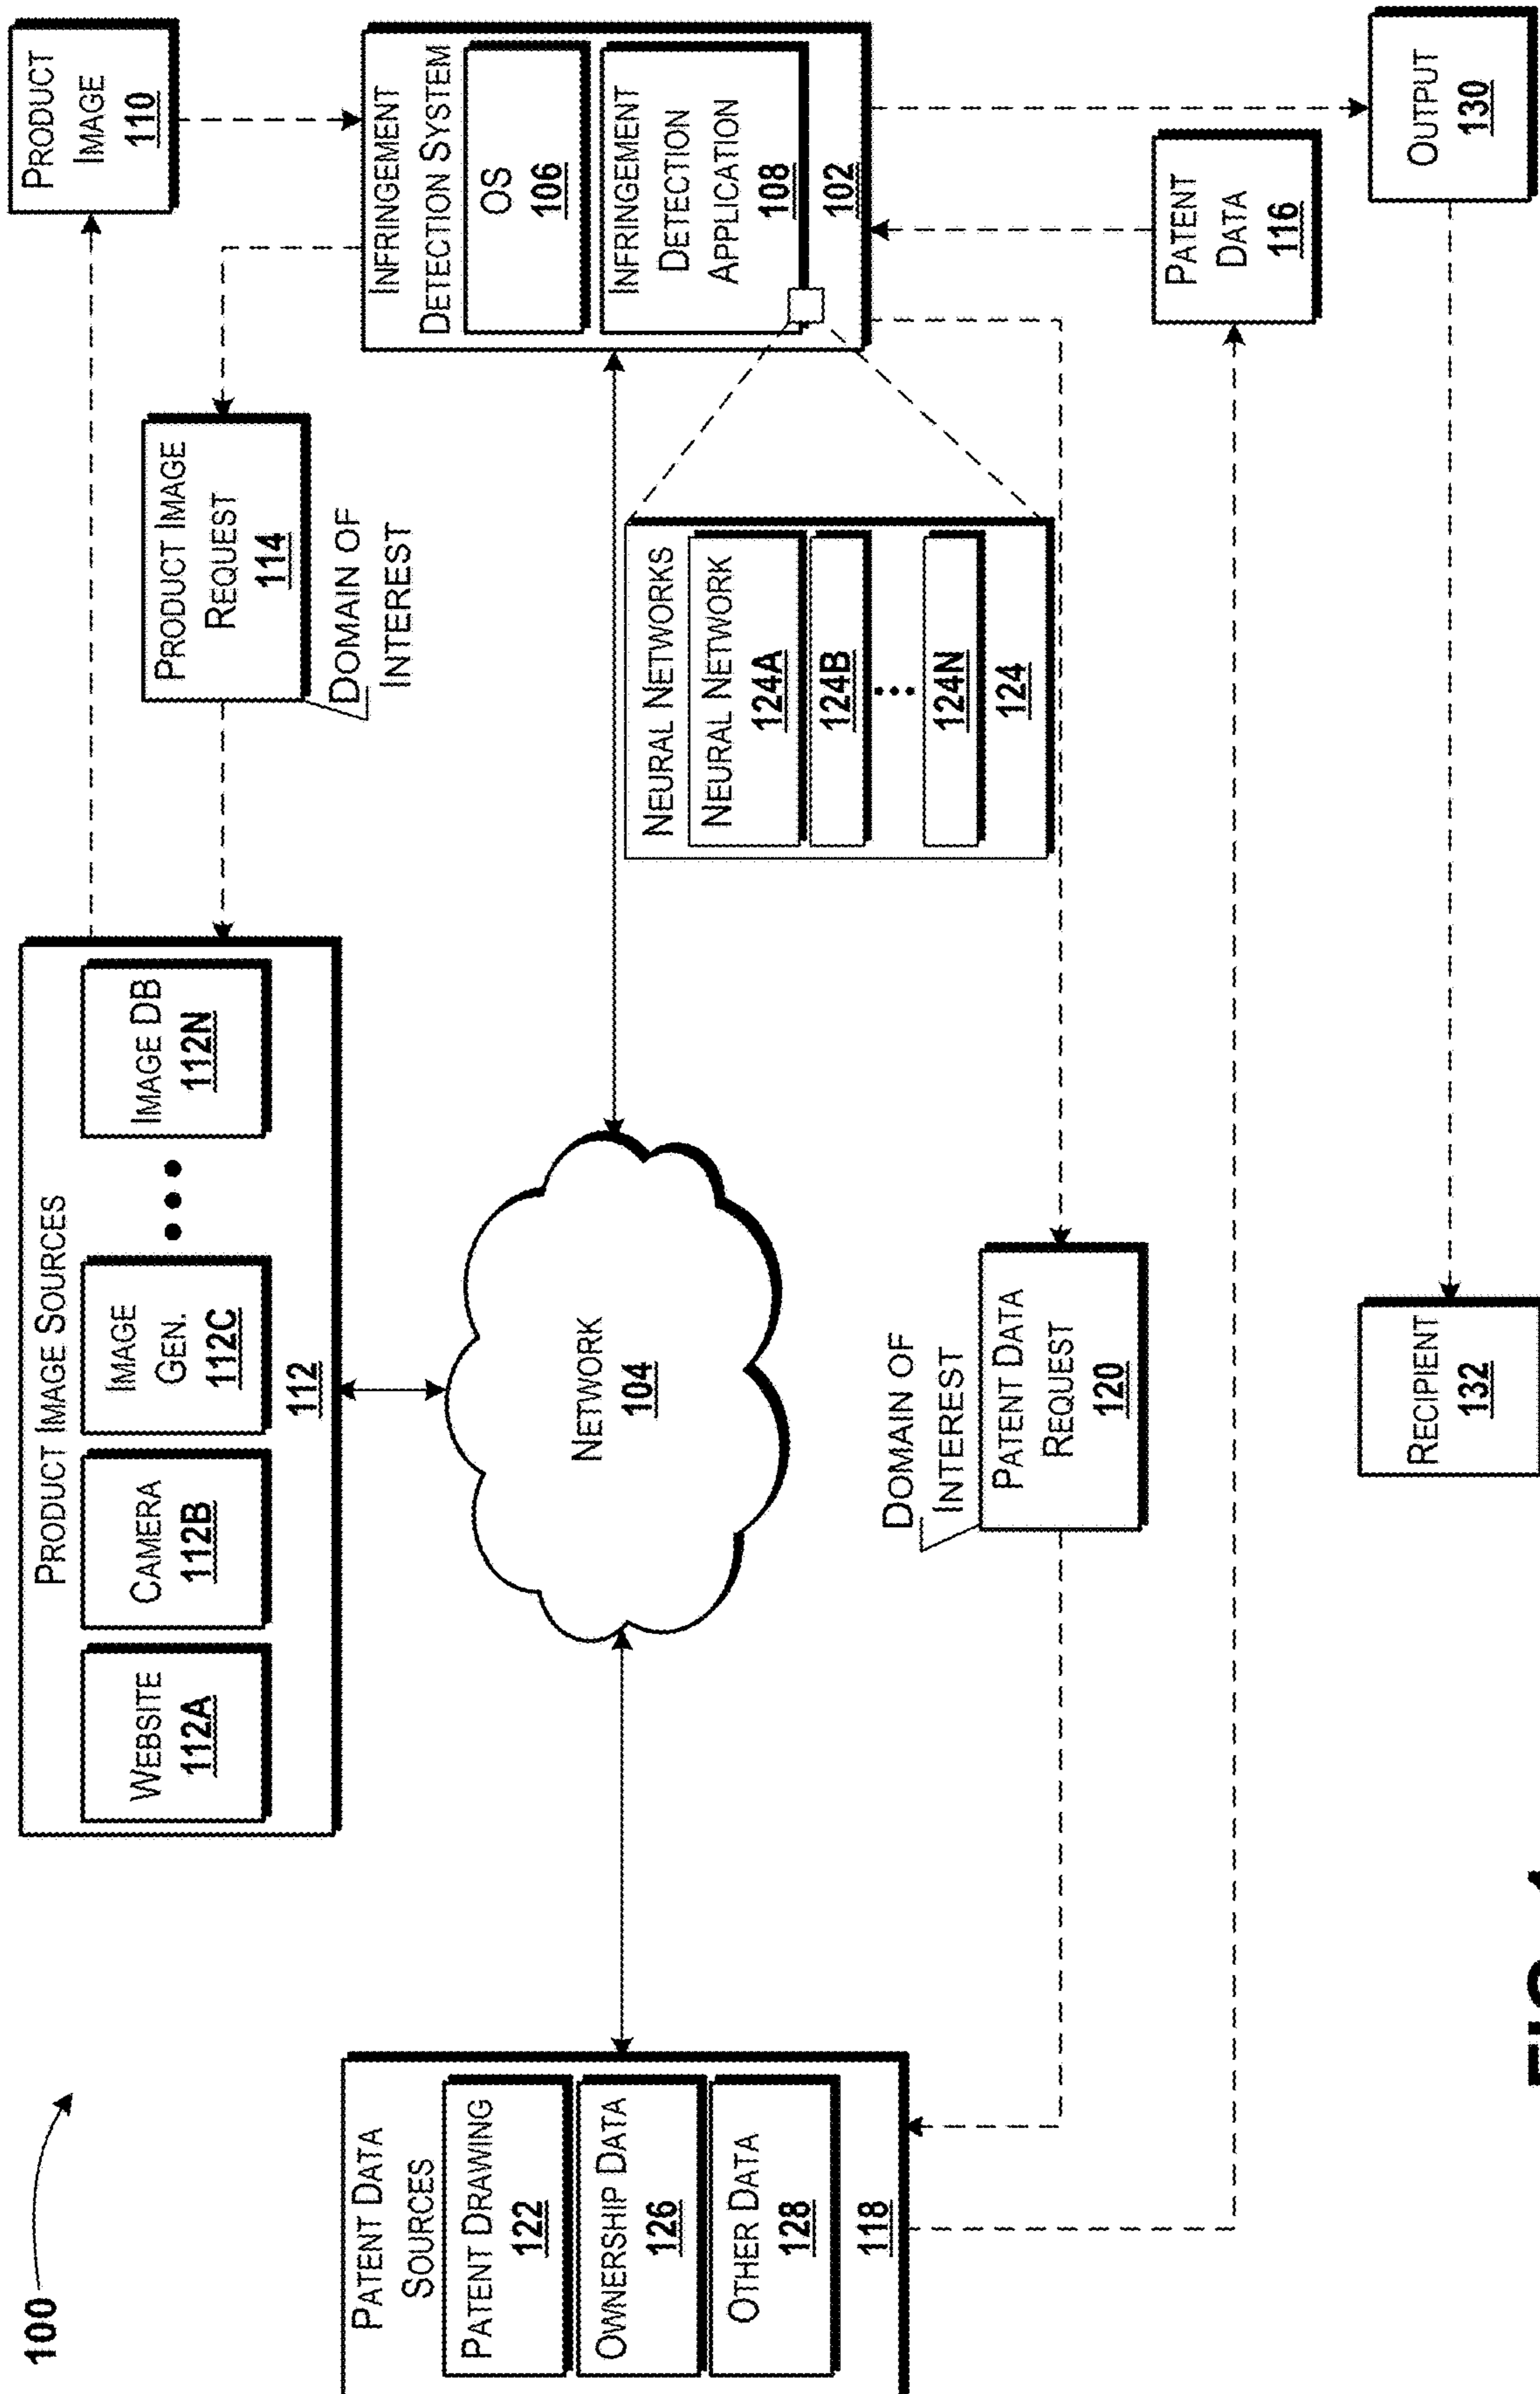 100
PRODUCT IMAGE SOURCES
WEBSITE
112A
CAMERA
112B
IMAGE
GEN.
112C
IMAGE DB
112N
112
PRODUCT IMAGE
REQUEST
114
DOMAIN OF
INTEREST
PRODUCT
IMAGE
110
PATENT DATA
SOURCES
PATENT DRAWING
122
OWNERSHIP DATA
126
OTHER DATA
128
118
NETWORK
104
INFRINGEMENT
DETECTION SYSTEM
OS
106
INFRINGEMENT
DETECTION
APPLICATION
108
102
NEURAL NETWORKS
NEURAL NETWORK
124A
124B
124N
124
DOMAIN OF
INTEREST
PATENT DATA
REQUEST
120
PATENT
DATA
116
RECIPIENT
132
OUTPUT
130